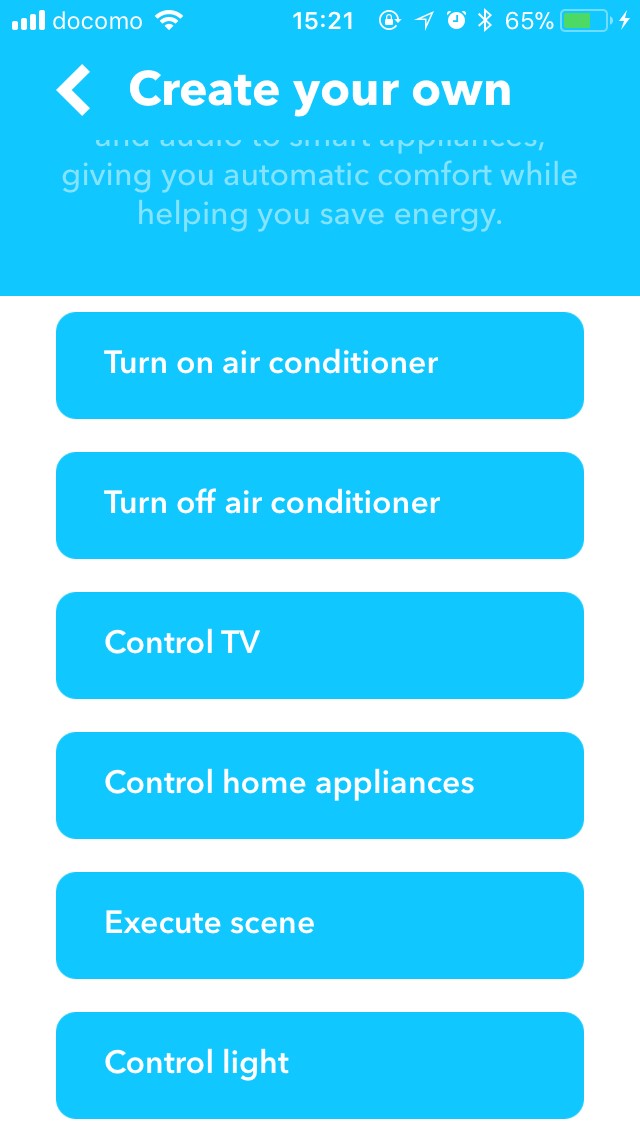 docomo 15:21 65%
Create your own
and audio to smart appliances,
giving you automatic comfort while
helping you save energy.
Turn on air conditioner
Turn off air conditioner
Control TV
Control home appliances
Execute scene
Control light